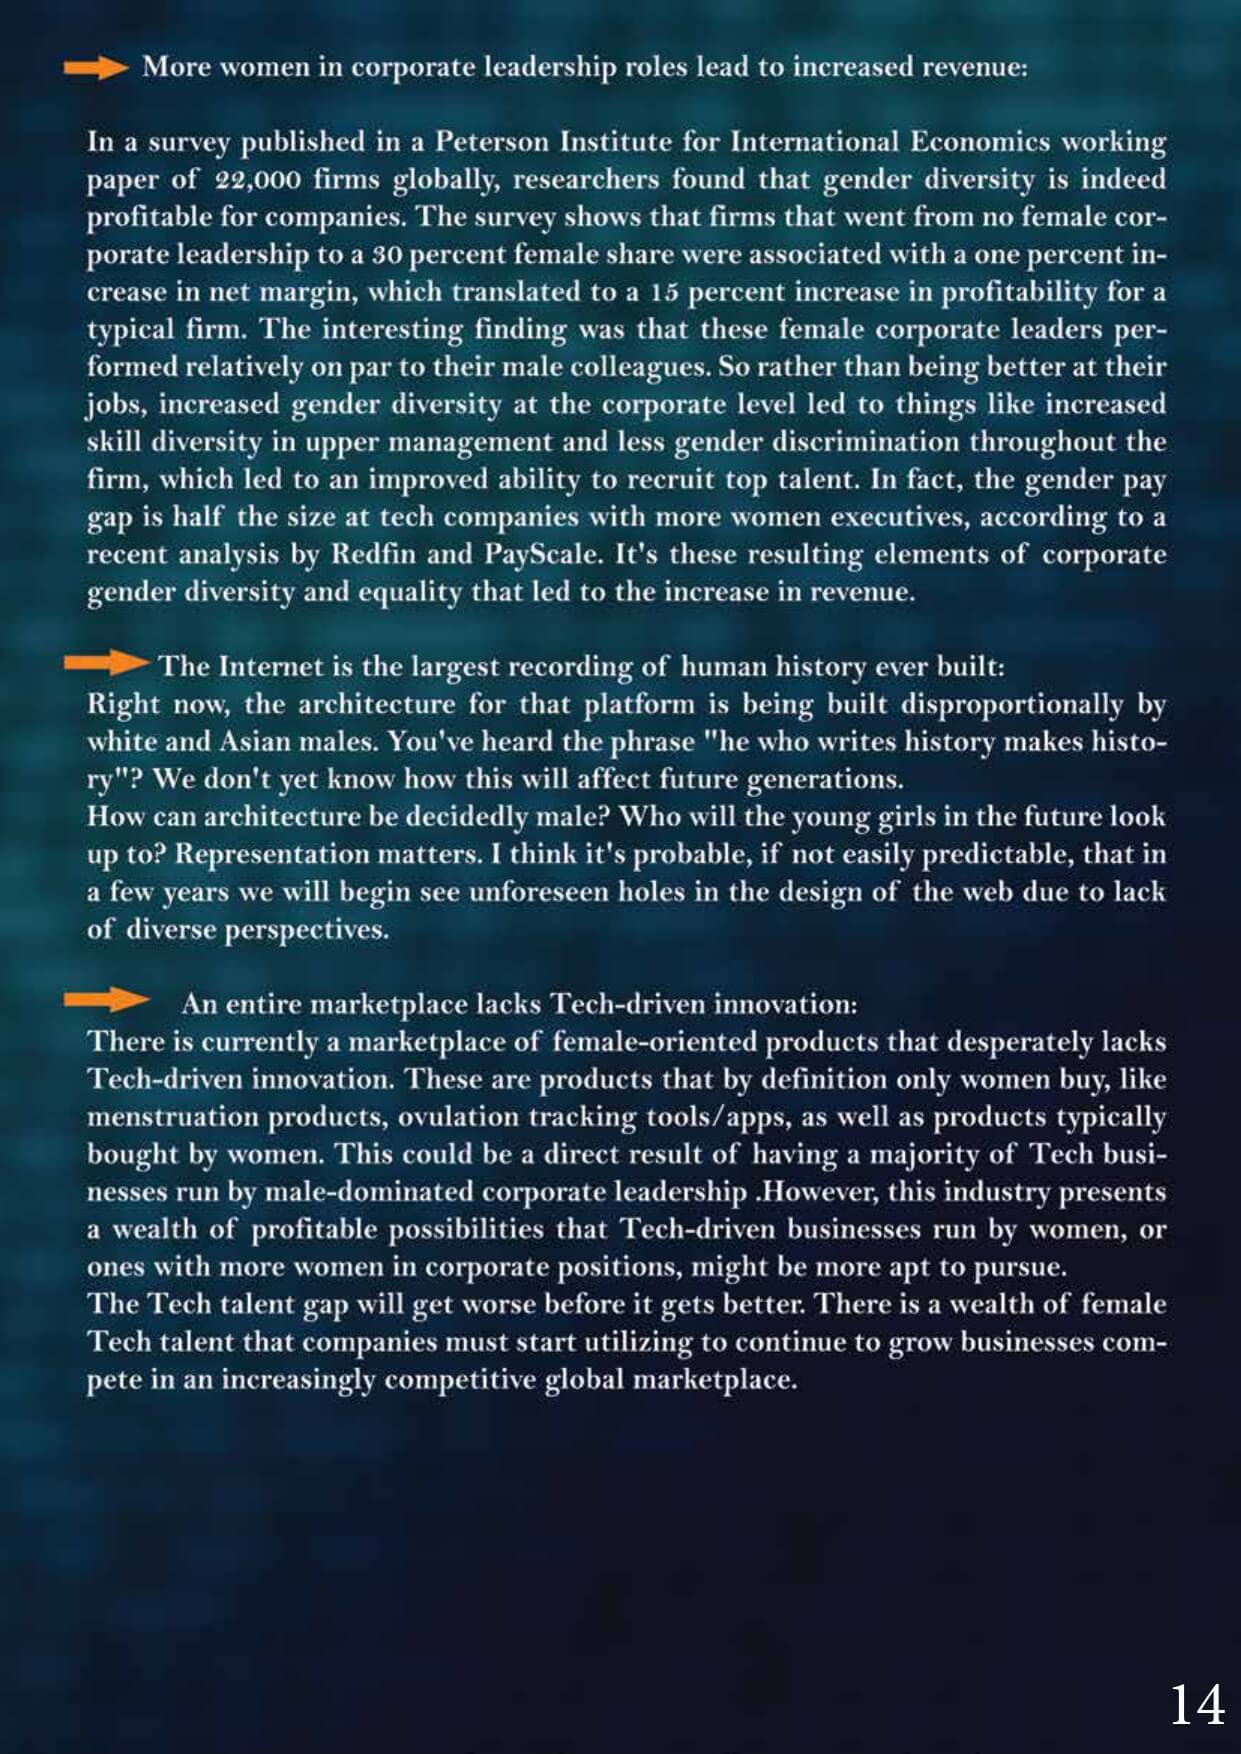 More women in corporate leadership roles lead to increased revenue:
In a survey published in a Peterson Institute for International Economics working
paper of 22,000 firms globally, researchers found that gender diversity is indeed
profitable for companies. The survey shows that firms that went from no female cor-
porate leadership to a 30 percent female share were associated with a one percent in-
crease in net margin, which translated to a 15 percent increase in profitability for a
typical firm. The interesting finding was that these female corporate leaders per-
formed relatively on par to their male colleagues. So rather than being better at their
jobs, increased gender diversity at the corporate level led to things like increased
skill diversity in upper management and less gender discrimination throughout the
firm, which led to an improved ability to recruit top talent. In fact, the gender pay
gap is half the size at tech companies with more women executives, according to a
recent analysis by Redfin and PayScale. It's these resulting elements of corporate
gender diversity and equality that led to the increase in revenue.
The Internet is the largest recording of human history ever built:
Right now, the architecture for that platform is being built disproportionally by
white and Asian males. You've heard the phrase "he who writes history makes histo-
ry"? We don't yet know how this will affect future generations.
How can architecture be decidedly male? Who will the young girls in the future look
up to? Representation matters. I think it's probable, if not easily predictable, that in
a few years we will begin see unforeseen holes in the design of the web due to lack
of diverse perspectives.
An entire marketplace lacks Tech-driven innovation:
There is currently a marketplace of female-oriented products that desperately lacks
Tech-driven innovation. These are products that by definition only women buy, like
menstruation products, ovulation tracking tools/apps, as well as products typically
bought by women. This could be a direct result of having a majority of Tech busi-
nesses run by male-dominated corporate leadership .However, this industry presents
a wealth of profitable possibilities that Tech-driven businesses run by women, or
ones with more women in corporate positions, might be more apt to pursue.
The Tech talent gap will get worse before it gets better. There is a wealth of female
Tech talent that companies must start utilizing to continue to grow businesses com-
pete in an increasingly competitive global marketplace.
14